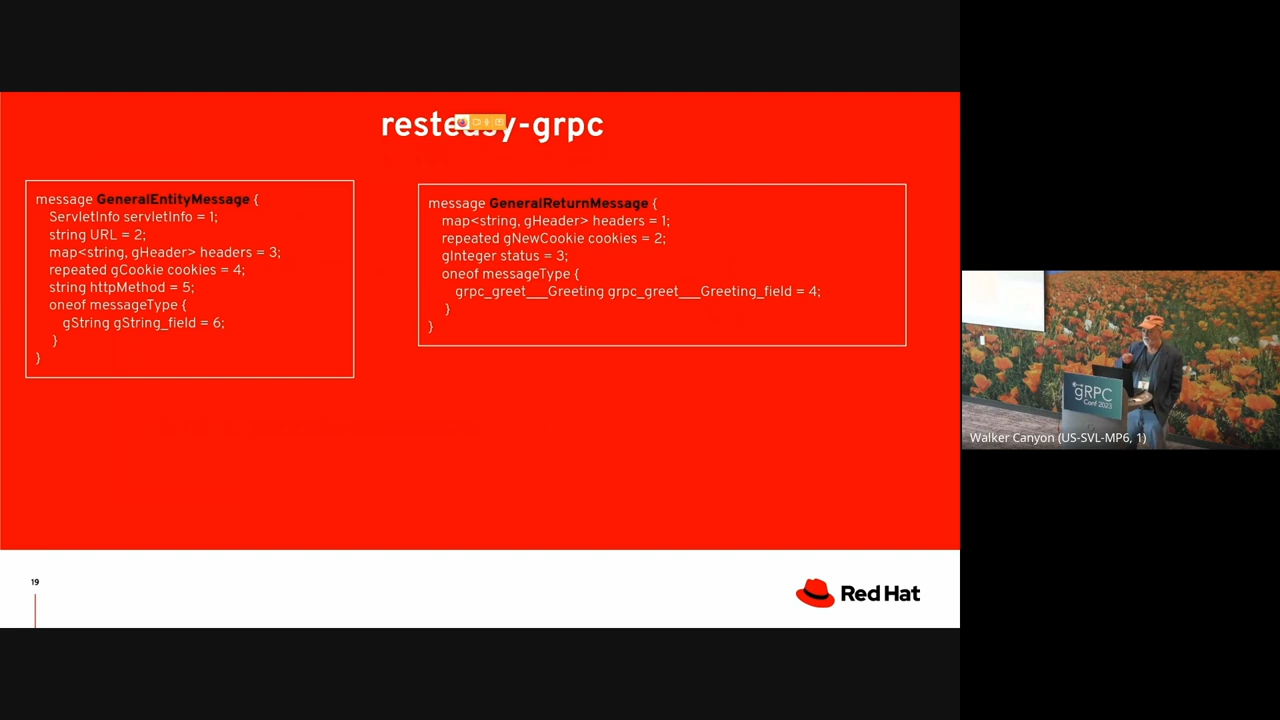 resteasy-grpc
message GeneralEntityMessage {
ServletInfo servletInfo = 1;
string URL = 2;
map<string, gHeader> headers = 3;
repeated gCookie cookies = 4;
string httpMethod = 5;
oneof messageType {
gString gString_field = 6;
}
}
message GeneralReturnMessage {
map<string, gHeader> headers = 1;
repeated gNewCookie cookies = 2;
gInteger status = 3;
oneof messageType {
grpc_greet___Greeting grpc_greet___Greeting_field = 4;
}
}
19
Red Hat
gRPC
Conf 2023
Walker Canyon (US-SVL-MP6, 1)